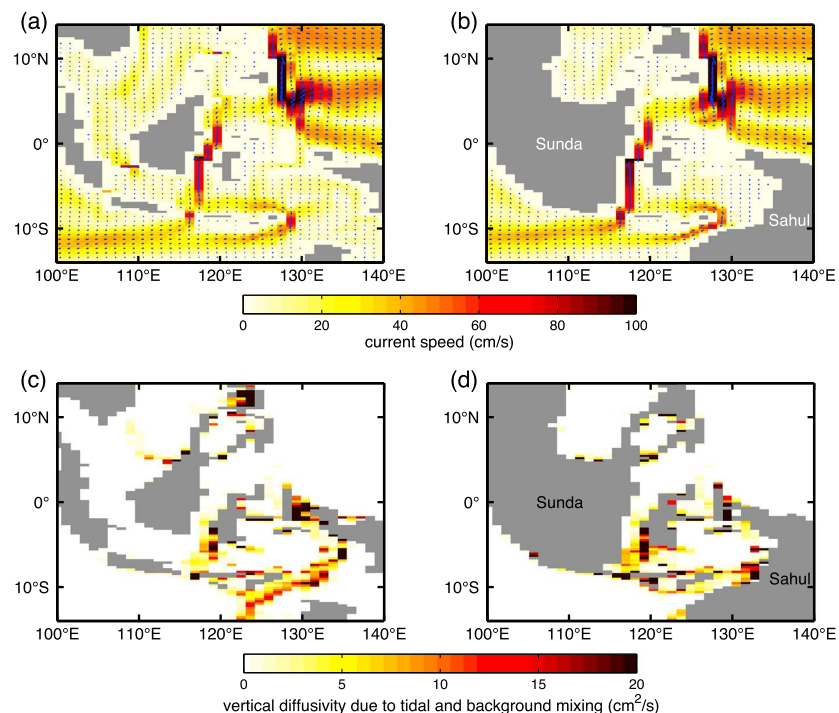 (a) (b)
10°N 10°N
0° 0°
10°S 10°S
Sunda
Sahul
100°E 110°E 120°E 130°E 140°E 100°E 110°E 120°E 130°E 140°E
0 20 40 60 80 100
current speed (cm/s)
(c) (d)
10°N 10°N
0° 0°
10°S 10°S
Sunda
Sahul
100°E 110°E 120°E 130°E 140°E 100°E 110°E 120°E 130°E 140°E
0 5 10 15 20
vertical diffusivity due to tidal and background mixing (cm²/s)